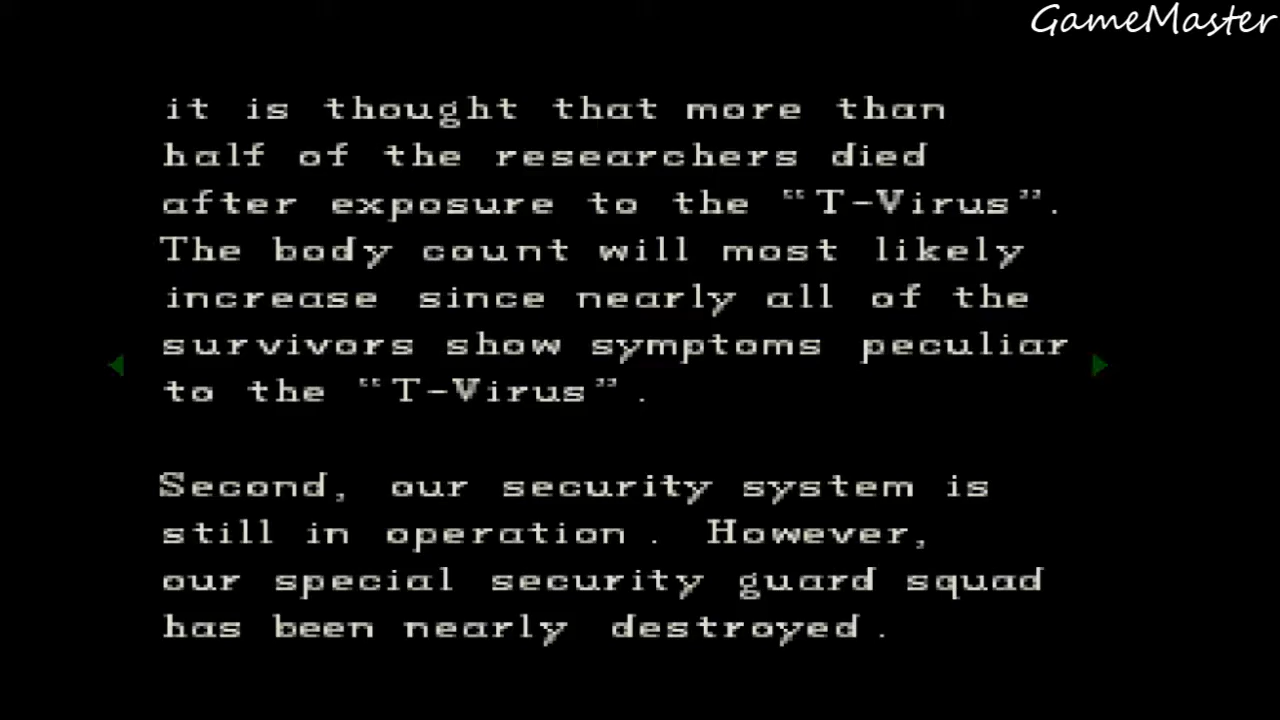 GameMaster
it is thought that more than
half of the researchers died
after exposure to the “T-Virus”.
The body count will most likely
increase since nearly all of the
survivors show symptoms peculiar
to the “T-Virus”.
Second, our security system is
still in operation. However,
our special security guard squad
has been nearly destroyed.